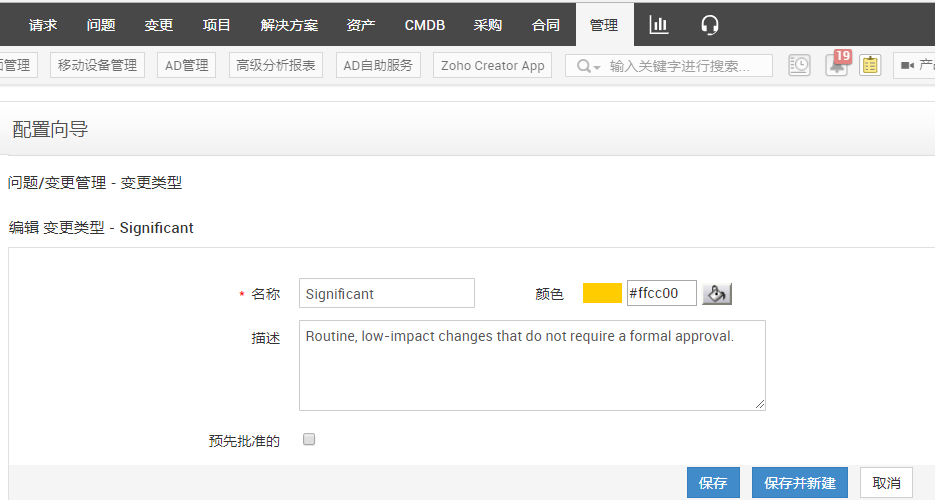 请求 问题 变更 项目 解决方案 资产 CMDB 采购 合同 管理
管理 移动设备管理 AD管理 高级分析报表 AD自助服务 Zoho Creator App 输入关键字进行搜索... 19
配置向导
问题/变更管理 - 变更类型
编辑 变更类型 - Significant
* 名称 Significant 颜色 #ffcc00
描述 Routine, low-impact changes that do not require a formal approval.
预先批准的
保存 保存并新建 取消